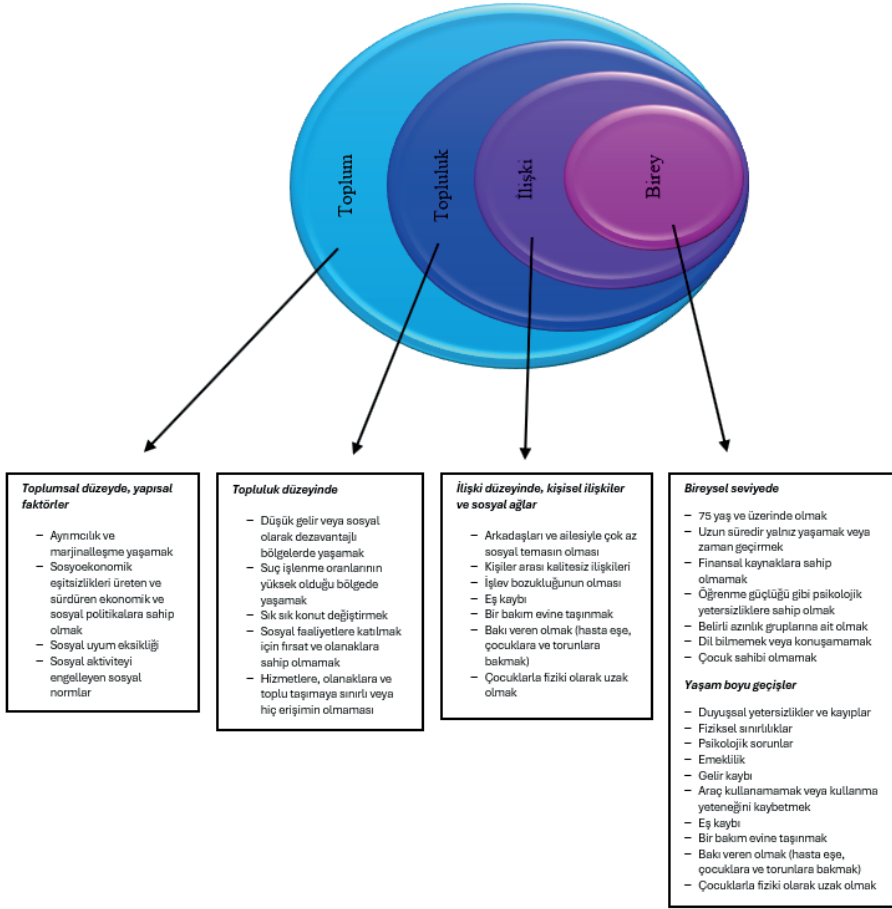 Toplum
Topluluk
İlişki
Birey
Toplumsal düzeyde, yapısal
faktörler
– Ayrımcılık ve
marjinalleşme yaşamak
– Sosyoekonomik
eşitsizlikleri üreten ve
sürdüren ekonomik ve
sosyal politikalara sahip
olmak
– Sosyal uyum eksikliği
– Sosyal aktiviteyi
engelleyen sosyal
normlar
Topluluk düzeyinde
– Düşük gelir veya sosyal
olarak dezavantajlı
bölgelerde yaşamak
– Suç işlenme oranlarının
yüksek olduğu bölgede
yaşamak
– Sık sık konut değiştirmek
– Sosyal faaliyetlere katılmak
için fırsat ve olanaklara
sahip olmamak
– Hizmetlere, olanaklara ve
toplu taşımaya sınırlı veya
hiç erişimin olmaması
İlişki düzeyinde, kişisel ilişkiler
ve sosyal ağlar
– Arkadaşları ve ailesiyle çok az
sosyal temasın olması
– Kişiler arası kalitesiz ilişkileri
– İşlev bozukluğunun olması
– Eş kaybı
– Bir bakım evine taşınmak
– Bakı veren olmak (hasta eşe,
çocuklara ve torunlara
bakmak)
– Çocuklarla fiziki olarak uzak
olmak
Bireysel seviyede
– 75 yaş ve üzerinde olmak
– Uzun süredir yalnız yaşamak veya
zaman geçirmek
– Finansal kaynaklara sahip
olmamak
– Öğrenme güçlüğü gibi psikolojik
yetersizliklere sahip olmak
– Belirli azınlık gruplarına ait olmak
– Dil bilmemek veya konuşamamak
– Çocuk sahibi olmamak
Yaşam boyu geçişler
– Duyuşsal yetersizlikler ve kayıplar
– Fiziksel sınırlılıklar
– Psikolojik sorunlar
– Emeklilik
– Gelir kaybı
– Araç kullanamamak veya kullanma
yeteneğini kaybetmek
– Eş kaybı
– Bir bakım evine taşınmak
– Bakı veren olmak (hasta eşe,
çocuklara ve torunlara bakmak)
– Çocuklarla fiziki olarak uzak olmak